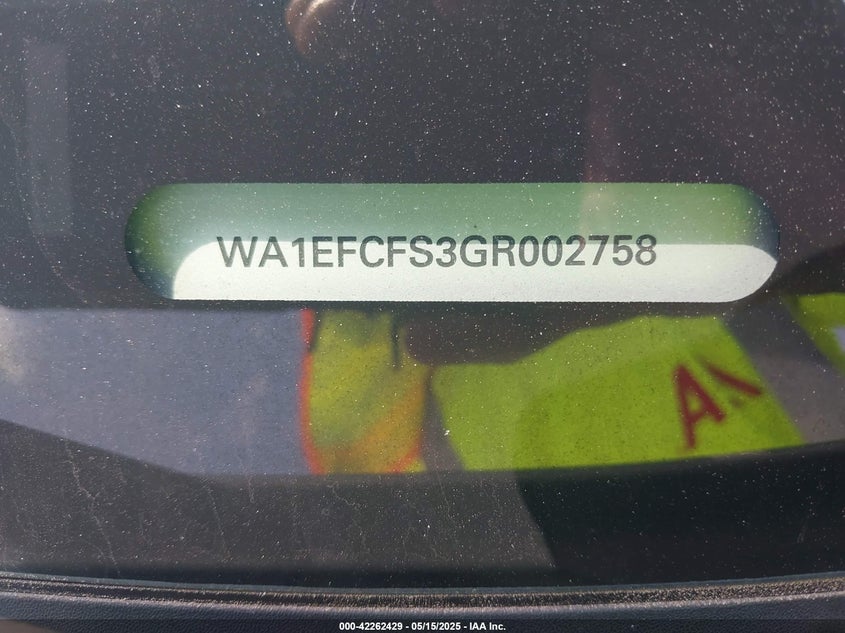 WA1EFCFS3GR002758
000-42262429 - 05/15/2025 - IAA Inc.